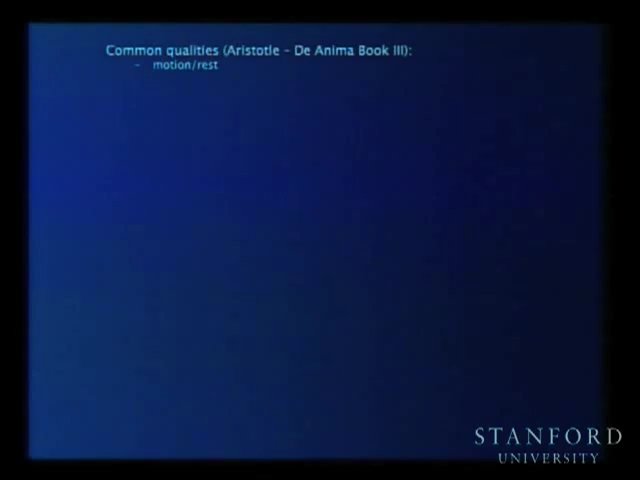 Common qualities (Aristotle - De Anima Book III):
- motion/rest
STANFORD
UNIVERSITY